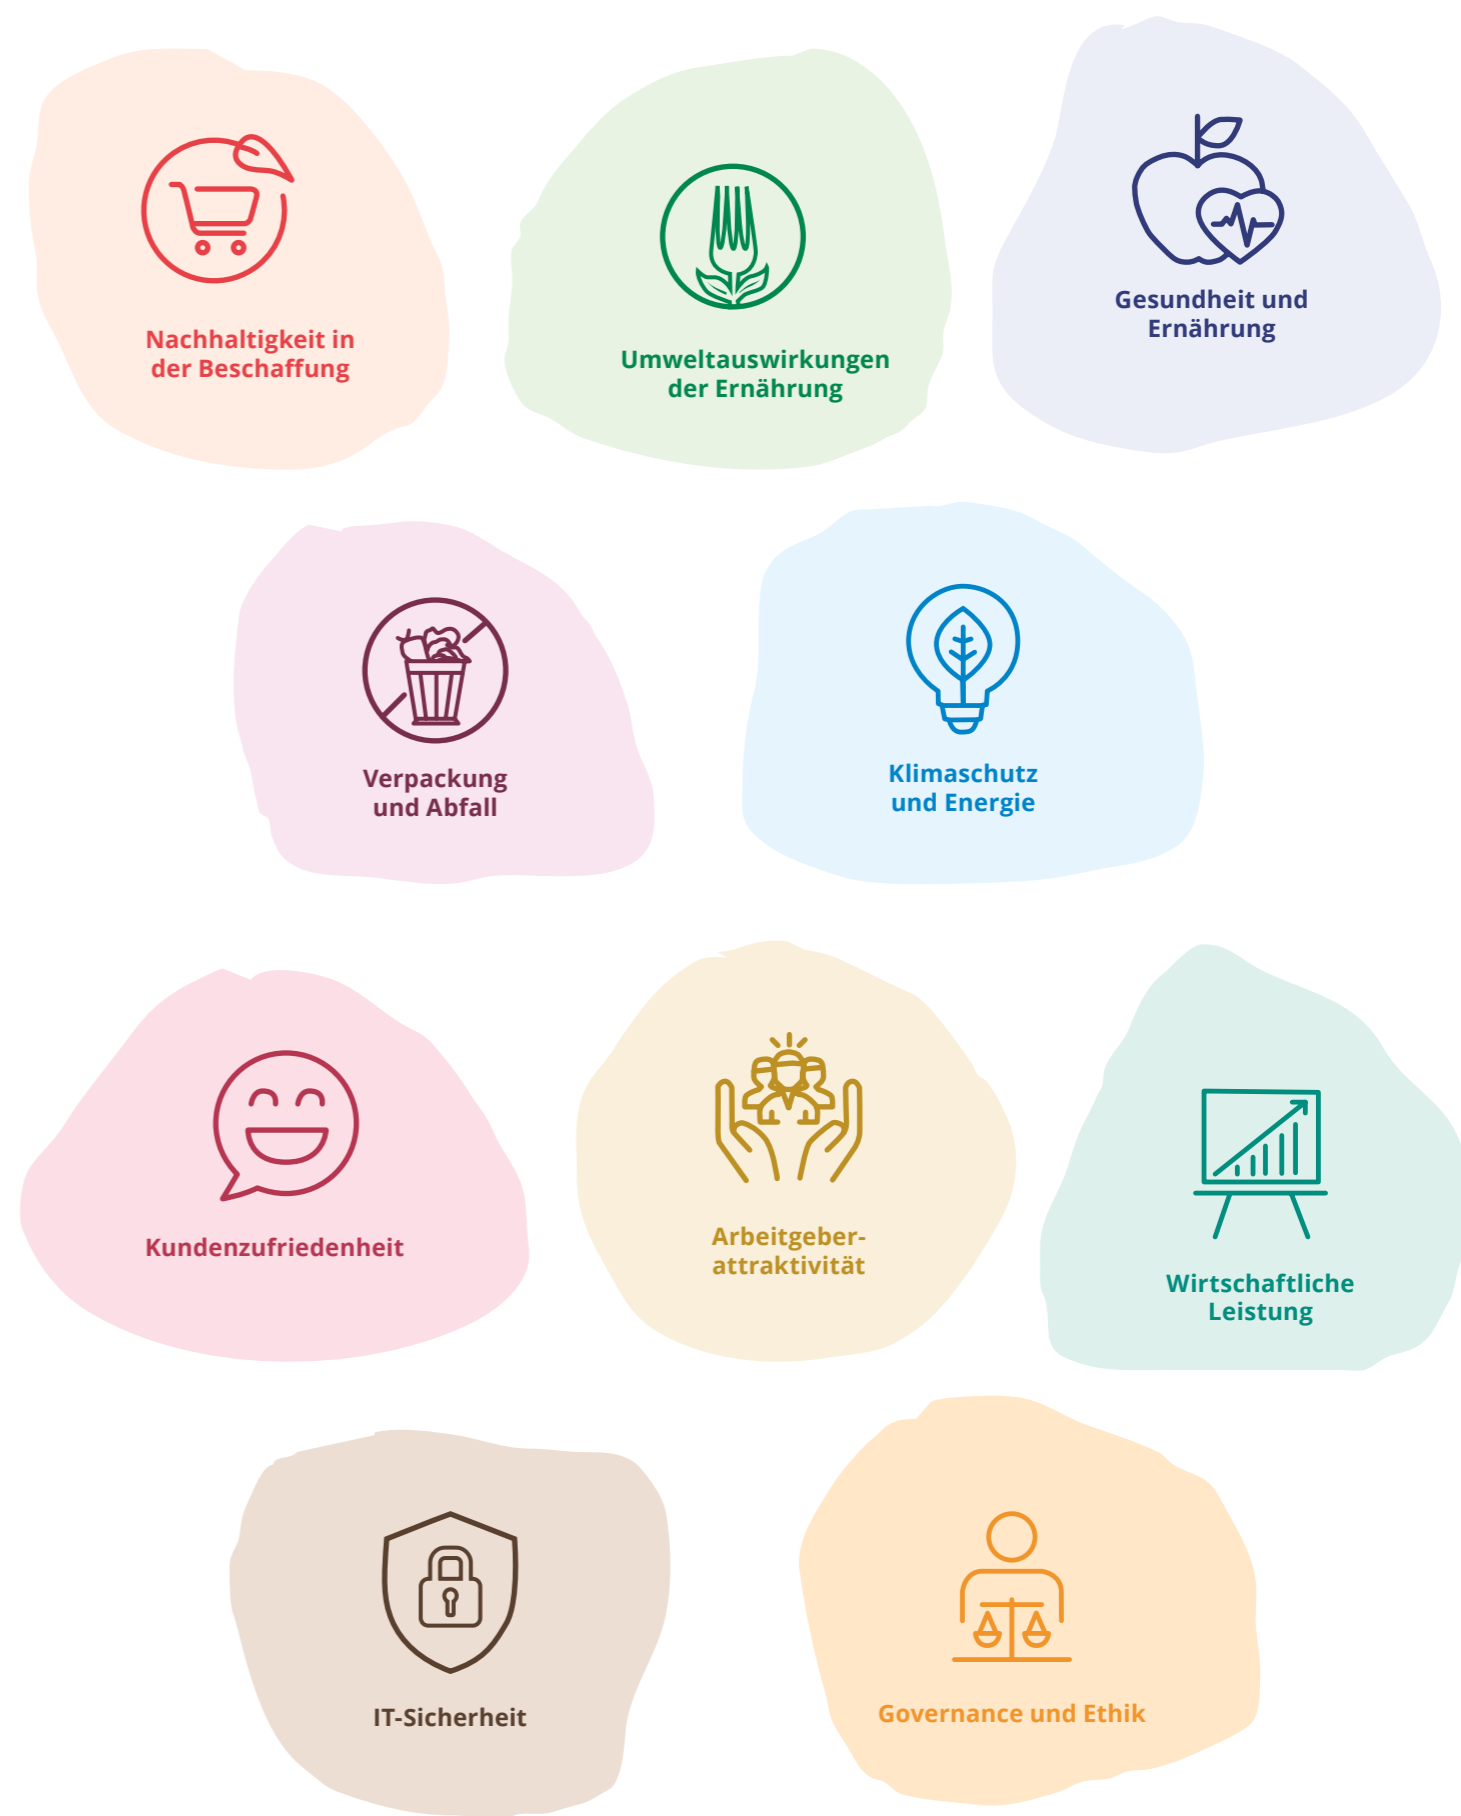 Nachhaltigkeit in
der Beschaffung
Umweltauswirkungen
der Ernährung
Gesundheit und
Ernährung
Verpackung
und Abfall
Klimaschutz
und Energie
Kundenzufriedenheit
Arbeitgeber-
attraktivität
Wirtschaftliche
Leistung
IT-Sicherheit
Governance und Ethik